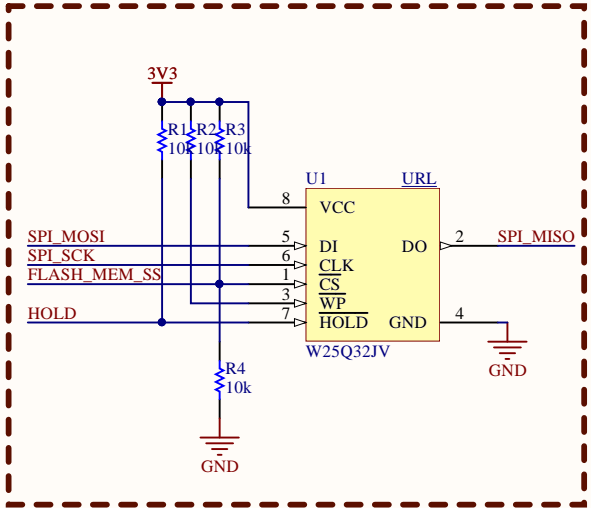 3V3
R1 R2 R3
10k 10k 10k
U1 URL
8 VCC
SPI_MOSI 5 DI DO 2 SPI_MISO
SPI_SCK 6 CLK
FLASH_MEM_SS 1 CS
3 WP
HOLD 7 HOLD GND 4
W25Q32JV
GND
R4
10k
GND